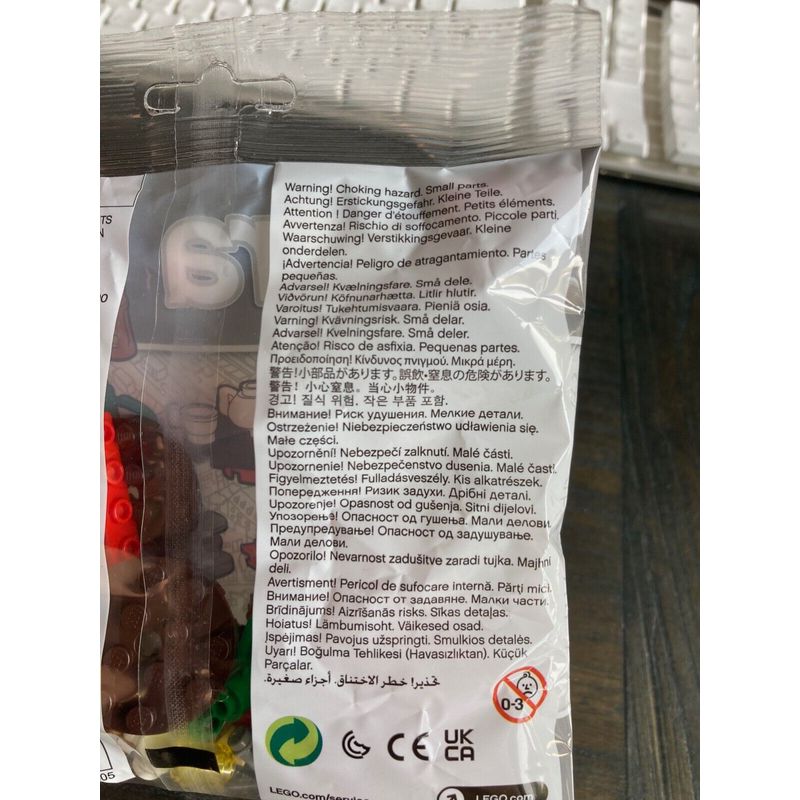 Warning! Choking hazard. Small parts.
Achtung! Erstickungsgefahr. Kleine Teile.
Attention ! Danger d'étouffement. Petits éléments.
Avvertenza! Rischio di soffocamento. Piccole parti.
Waarschuwing! Verstikkingsgevaar. Kleine
onderdelen.
¡Advertencia! Peligro de atragantamiento. Partes
pequeñas.
Advarsel! Kvælningsfare. Små dele.
Viðvörun! Köfnunarhætta. Litlir hlutir.
Varoitus! Tukehtumisvaara. Pieniä osia.
Varning! Kvävningsrisk. Små delar.
Advarsel! Kvelningsfare. Små deler.
Atenção! Risco de asfixia. Pequenas partes.
Προειδοποίηση! Κίνδυνος πνιγμού. Μικρά μέρη.
警告!小部品があります。誤飲・窒息の危険があります。
警告! 小心窒息。当心小物件。
경고! 질식 위험. 작은 부품 포함.
Внимание! Риск удушения. Мелкие детали.
Ostrzeżenie! Niebezpieczeństwo udławienia się.
Małe części.
Upozornění! Nebezpečí zalknutí. Malé části.
Upozornenie! Nebezpečenstvo dusenia. Malé časti.
Figyelmeztetés! Fulladásveszély. Kis alkatrészek.
Попередження! Ризик задухи. Дрібні деталі.
Upozorenje! Opasnost od gušenja. Sitni dijelovi.
Упозорење! Опасност од гушења. Мали делови.
Предупредување! Опасност од задушување.
Мали делови.
Opozorilo! Nevarnost zadušitve zaradi tujka. Majhni
deli.
Avertisment! Pericol de sufocare internă. Părți mici.
Внимание! Опасност от задавяне. Малки части.
Brīdinājums! Aizrīšanās risks. Sīkas detaļas.
Hoiatus! Lämbumisoht. Väikesed osad.
Įspėjimas! Pavojus užspringti. Smulkios detalės.
Uyarı! Boğulma Tehlikesi (Havasızlıktan). Küçük
Parçalar.
تحذير! خطر الاختناق. أجزاء صغيرة.
0-3
CE UK
CA
LEGO.com/service
LEGO.com
05